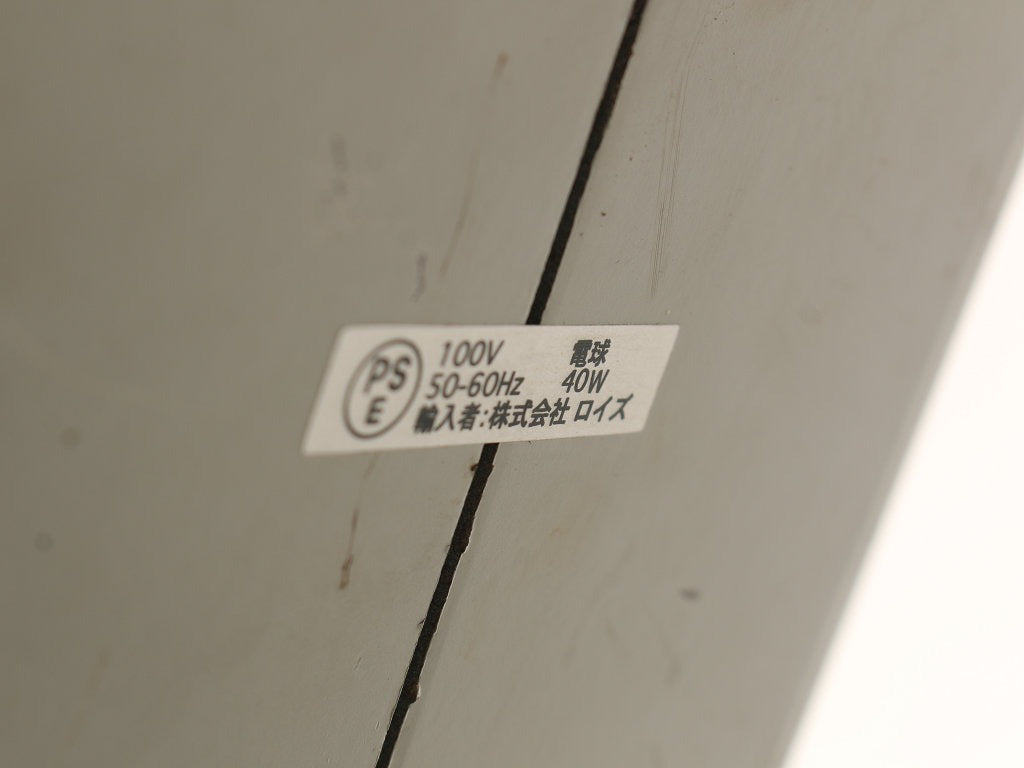 PS
E
100V 電球
50-60Hz 40W
輸入者:株式会社 ロイズ